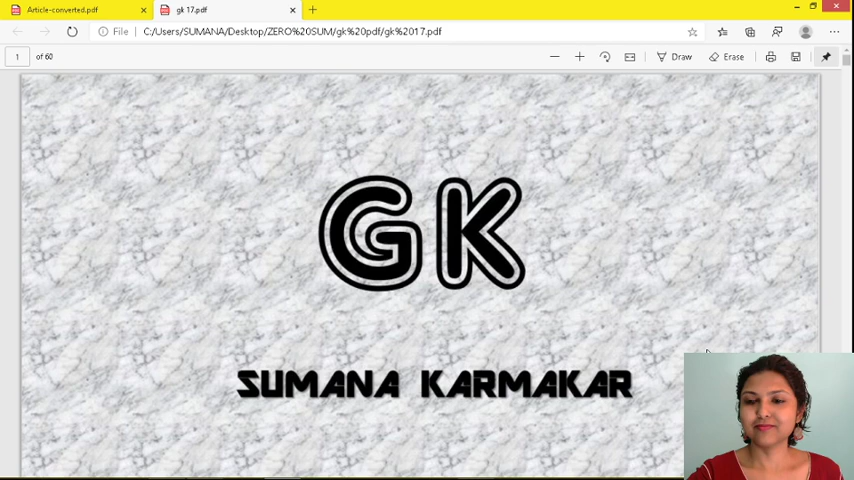 Article-converted.pdf
gk 17.pdf
File
C:/Users/SUMANA/Desktop/ZERO%20SUM/gk%20pdf/gk%2017.pdf
1 of 60
Draw
Erase
GK
SUMANA KARMAKAR